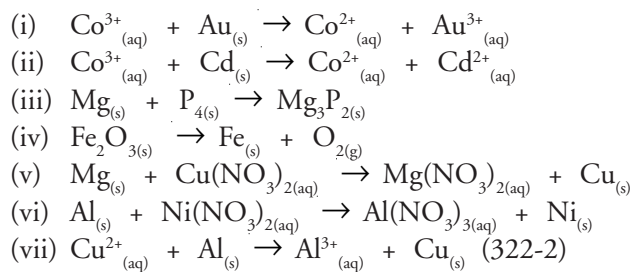 (i) Co³⁺(aq) + Au(s) → Co²⁺(aq) + Au³⁺(aq)
(ii) Co³⁺(aq) + Cd(s) → Co²⁺(aq) + Cd²⁺(aq)
(iii) Mg(s) + P₄(s) → Mg₃P₂(s)
(iv) Fe₂O₃(s) → Fe(s) + O₂(g)
(v) Mg(s) + Cu(NO₃)₂(aq) → Mg(NO₃)₂(aq) + Cu(s)
(vi) Al(s) + Ni(NO₃)₂(aq) → Al(NO₃)₃(aq) + Ni(s)
(vii) Cu²⁺(aq) + Al(s) → Al³⁺(aq) + Cu(s) (322-2)